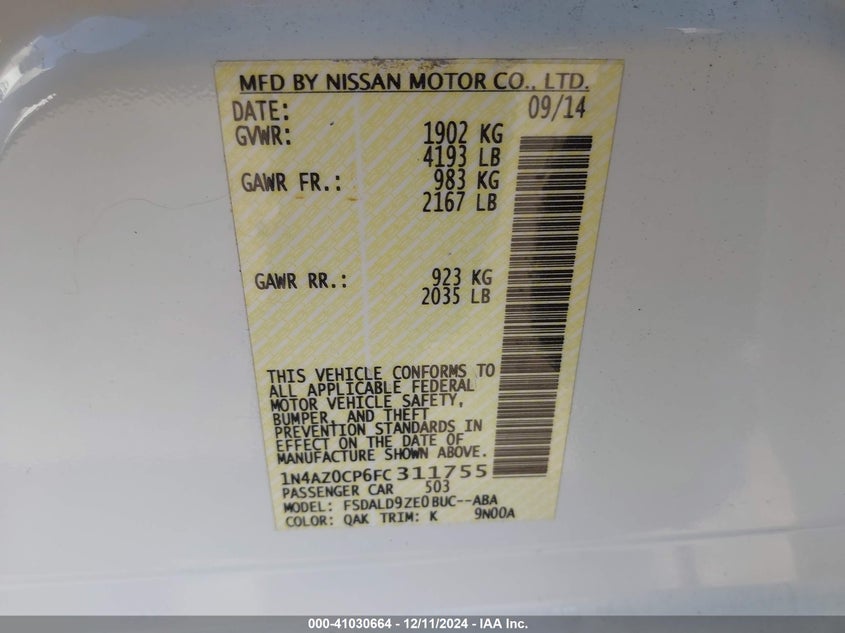 MFD BY NISSAN MOTOR CO., LTD.
DATE: 09/14
GVWR: 1902 KG
4193 LB
GAWR FR.: 983 KG
2167 LB
GAWR RR.: 923 KG
2035 LB
THIS VEHICLE CONFORMS TO
ALL APPLICABLE FEDERAL
MOTOR VEHICLE SAFETY,
BUMPER, AND THEFT
PREVENTION STANDARDS IN
EFFECT ON THE DATE OF
MANUFACTURE SHOWN ABOVE.
1N4AZ0CP6FC311755
PASSENGER CAR 503
MODEL: FSDALD9ZE0BUC--ABA
COLOR: QAK TRIM: K 9N00A
000-41030664 - 12/11/2024 - IAA Inc.